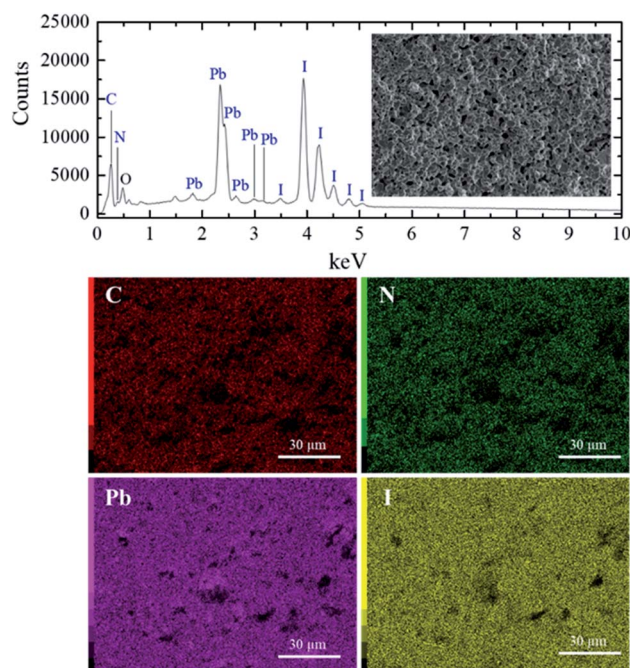 25000
20000
15000
10000
5000
0
Counts
C
N
O
Pb
Pb
Pb
Pb
Pb
Pb
I
I
I
I
I
I
0 1 2 3 4 5 6 7 8 9 10
keV
C
30 μm
N
30 μm
Pb
30 μm
I
30 μm